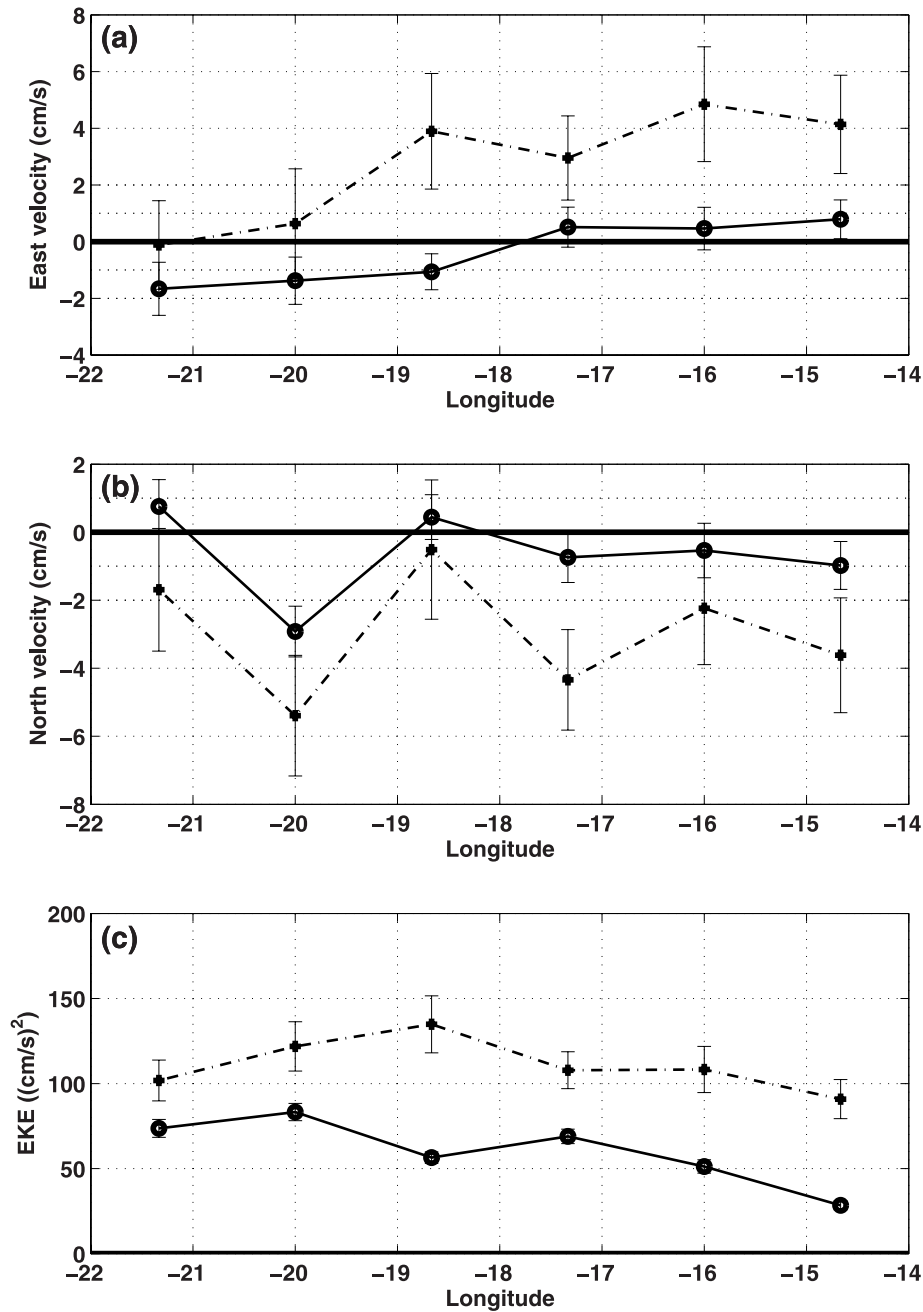 (a)
8
6
4
2
0
−2
−4
East velocity (cm/s)
−22 −21 −20 −19 −18 −17 −16 −15 −14
Longitude
(b)
2
0
−2
−4
−6
−8
North velocity (cm/s)
−22 −21 −20 −19 −18 −17 −16 −15 −14
Longitude
(c)
200
150
100
50
0
EKE ((cm/s)²)
−22 −21 −20 −19 −18 −17 −16 −15 −14
Longitude